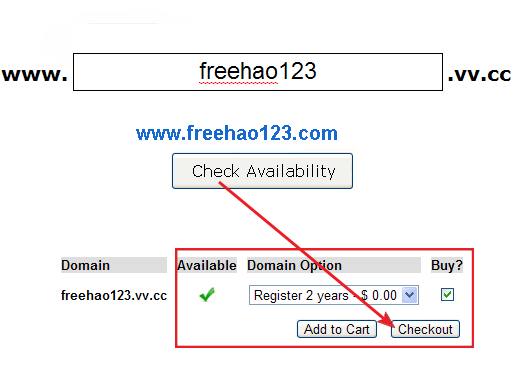 www. freehao123 .vv.cc
www.freehao123.com
Check Availability
Domain Available Domain Option Buy?
freehao123.vv.cc Register 2 years - $ 0.00
Add to Cart Checkout